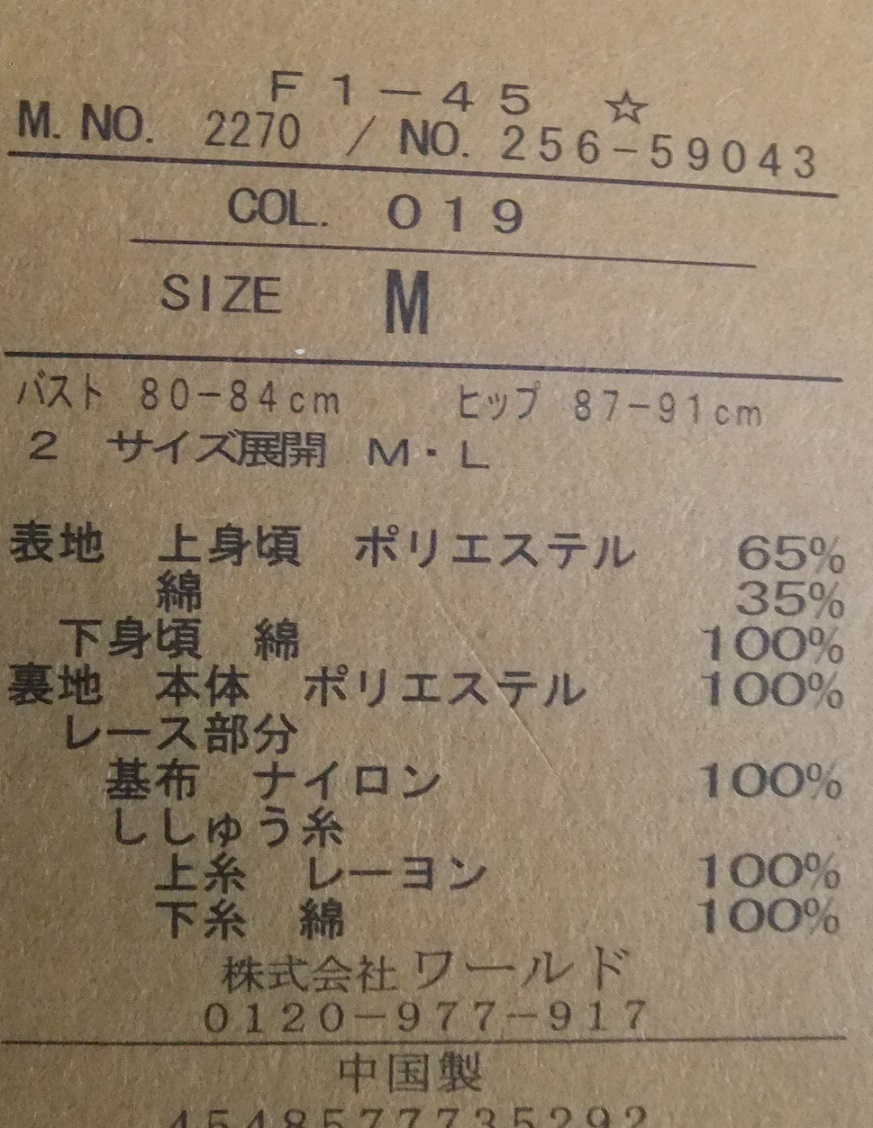 F1-45 ☆
M. NO. 2270 / NO. 256-59043
COL. 019
SIZE M
バスト 80-84cm ヒップ 87-91cm
2 サイズ展開 M・L
表地 上身頃 ポリエステル 65%
綿 35%
下身頃 綿 100%
裏地 本体 ポリエステル 100%
レース部分
基布 ナイロン 100%
ししゅう糸
上糸 レーヨン 100%
下糸 綿 100%
株式会社ワールド
0120-977-917
中国製
4548577735292